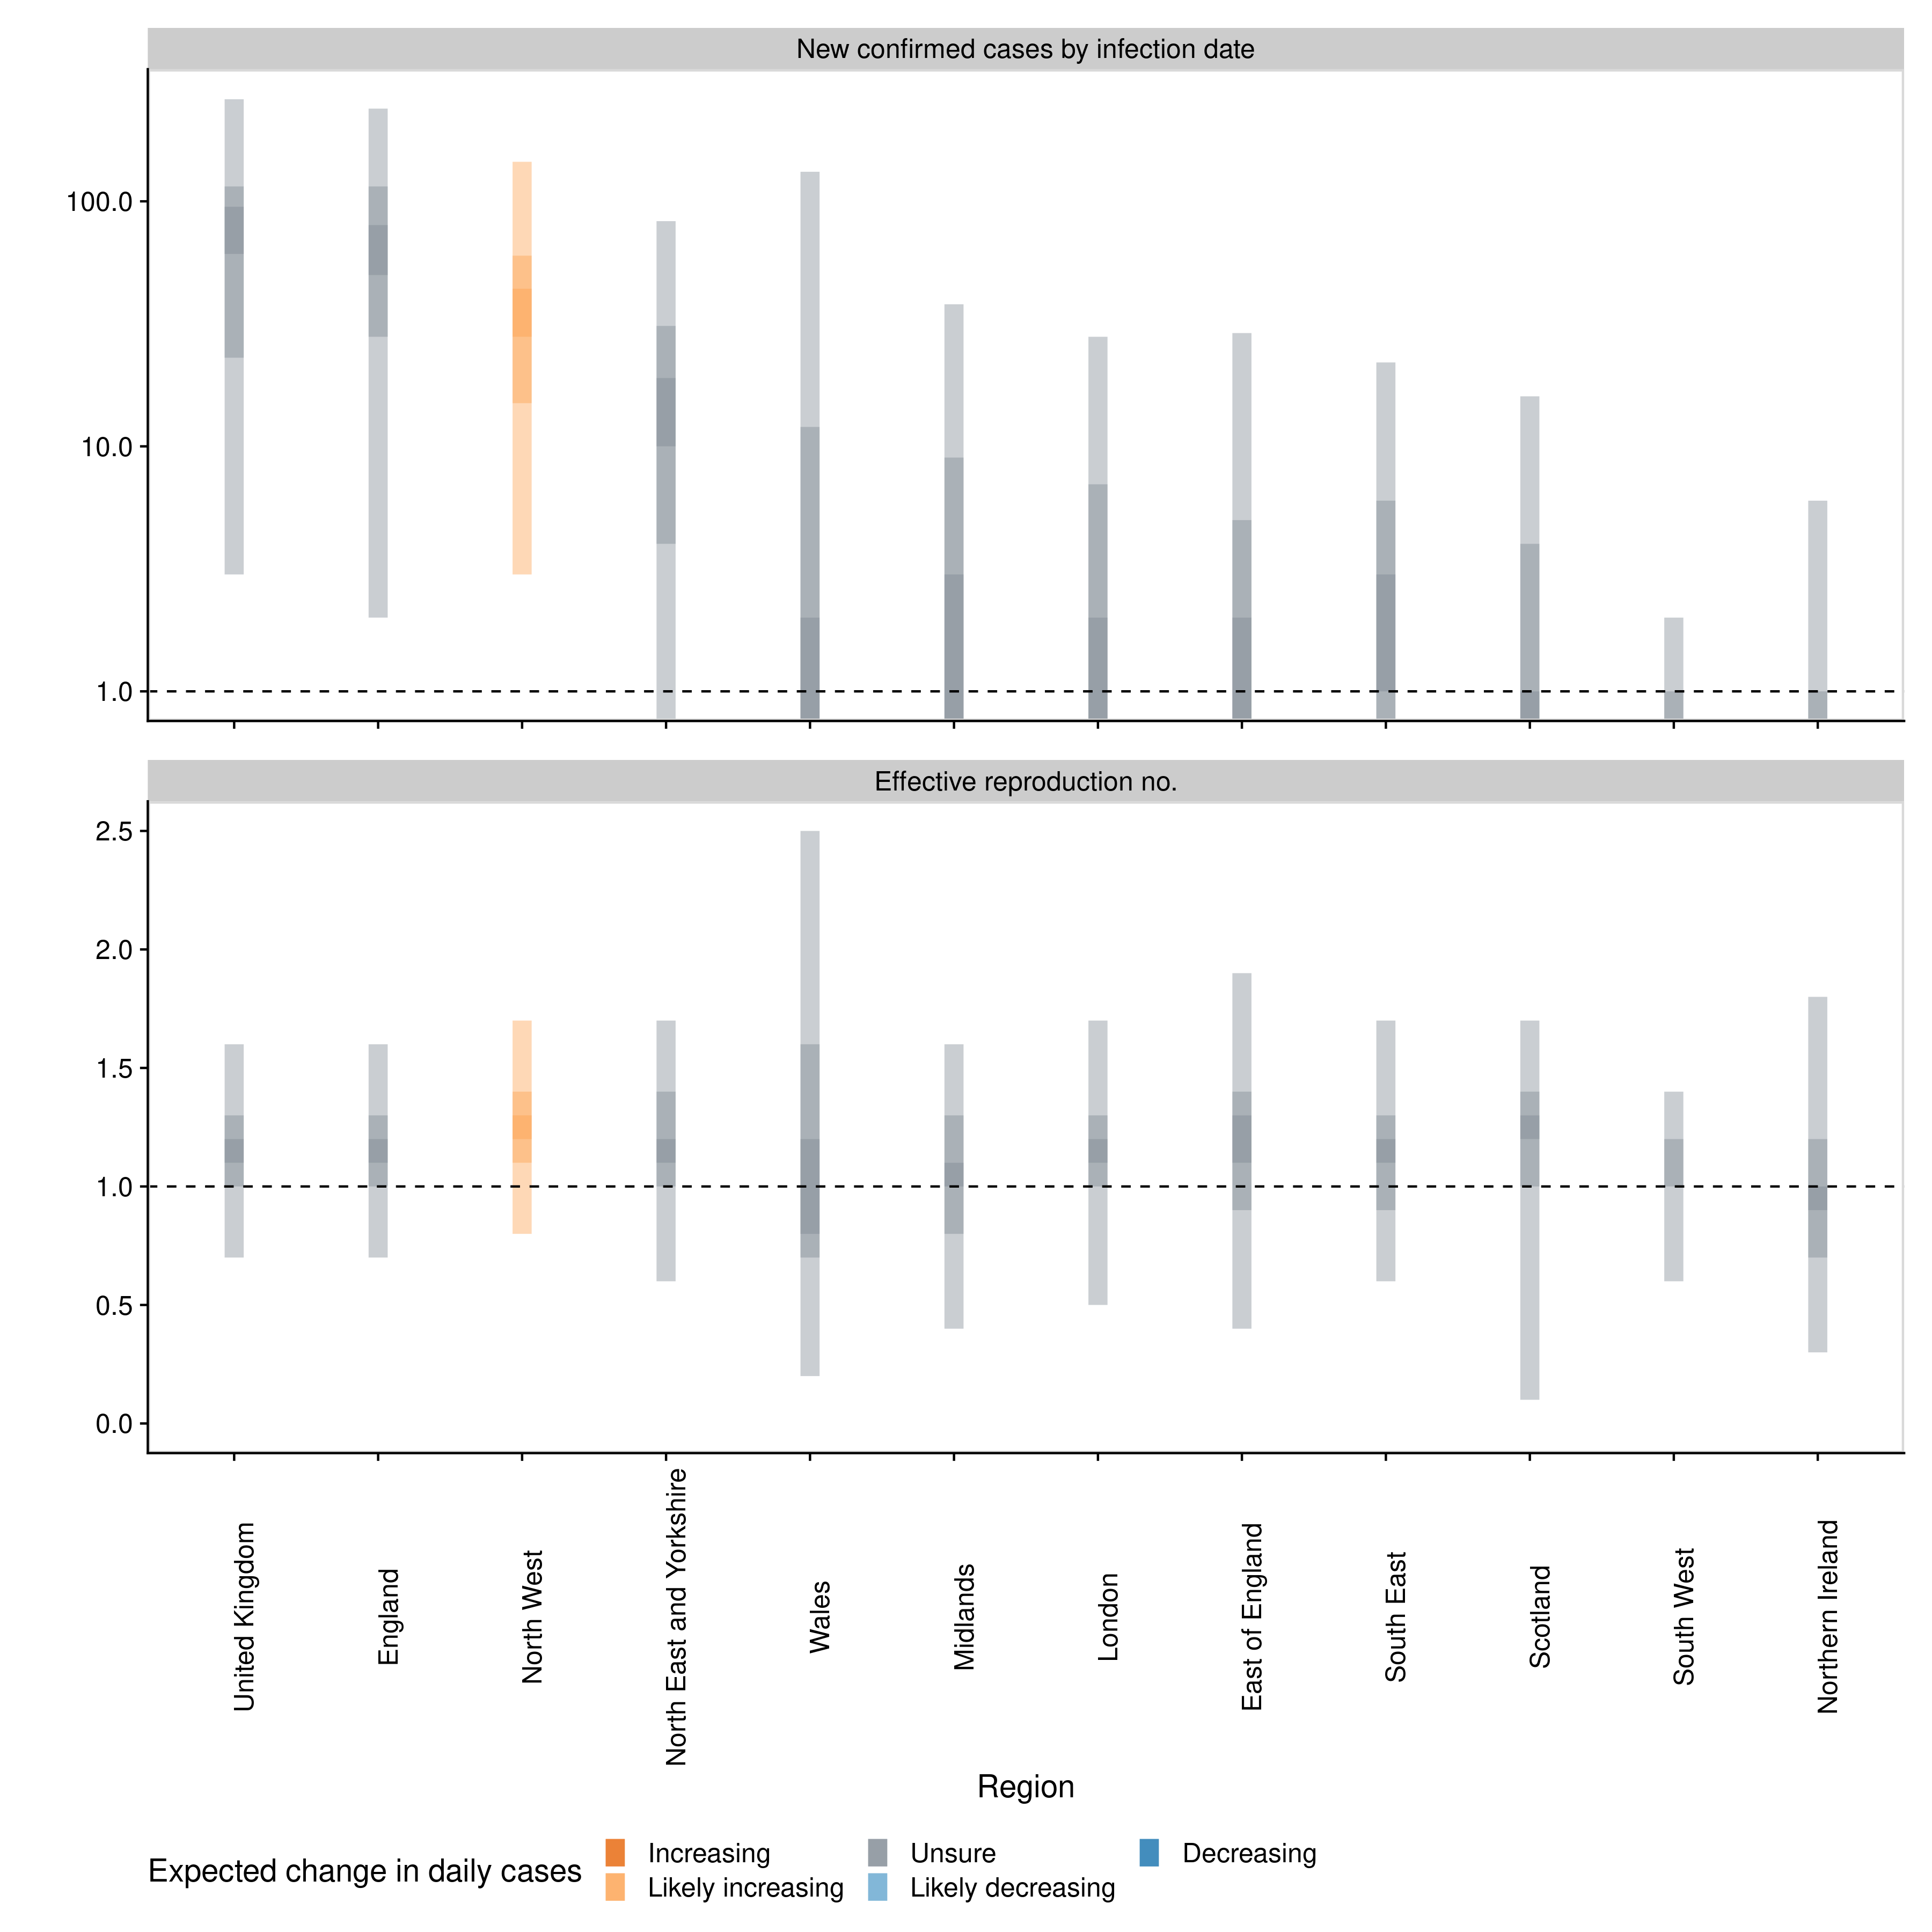 New confirmed cases by infection date
100.0
10.0
1.0
Effective reproduction no.
2.5
2.0
1.5
1.0
0.5
0.0
United Kingdom
England
North West
North East and Yorkshire
Wales
Midlands
London
East of England
South East
Scotland
South West
Northern Ireland
Region
Expected change in daily cases
Increasing
Likely increasing
Unsure
Likely decreasing
Decreasing